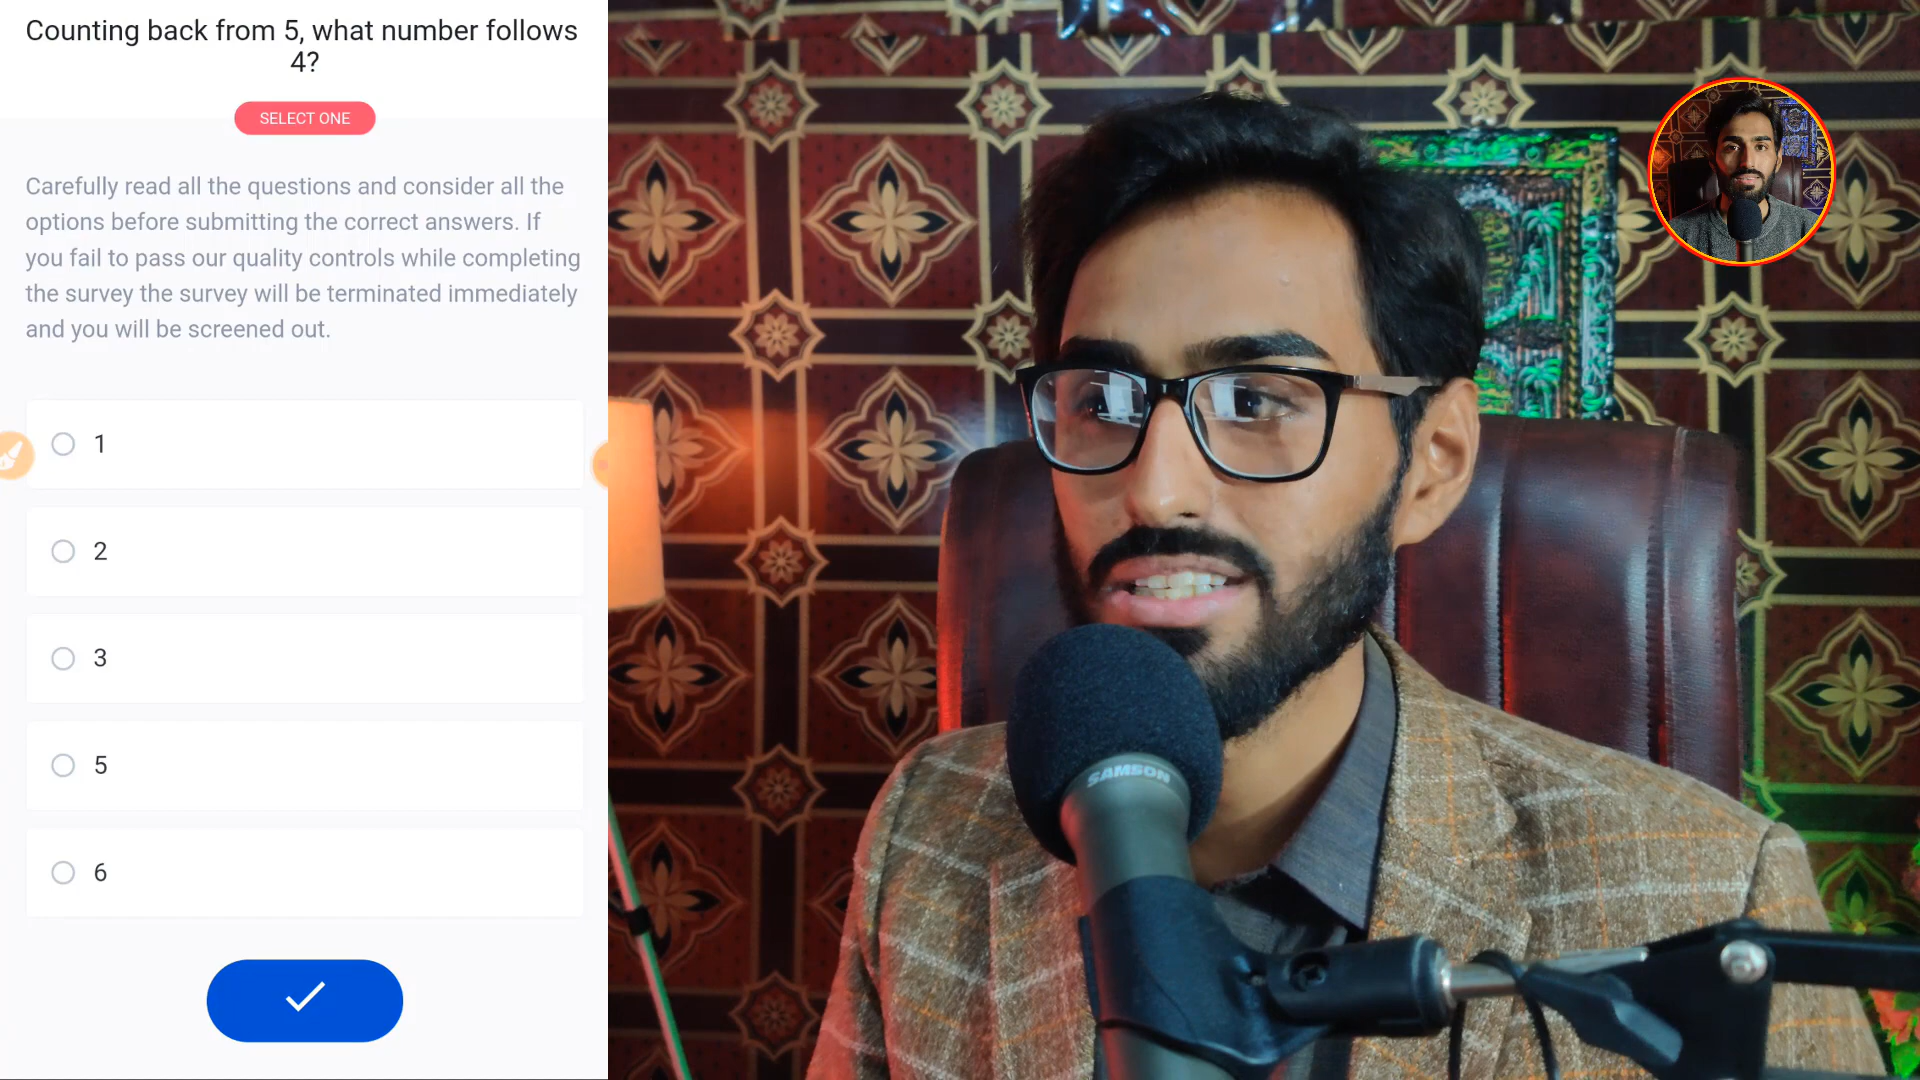 Counting back from 5, what number follows
4?
SELECT ONE
Carefully read all the questions and consider all the
options before submitting the correct answers. If
you fail to pass our quality controls while completing
the survey the survey will be terminated immediately
and you will be screened out.
1
2
3
5
6
SAMSON